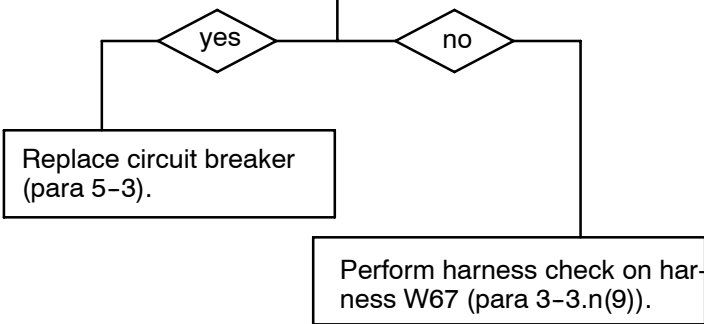 yes
no
Replace circuit breaker
(para 5-3).
Perform harness check on har-
ness W67 (para 3-3.n(9)).